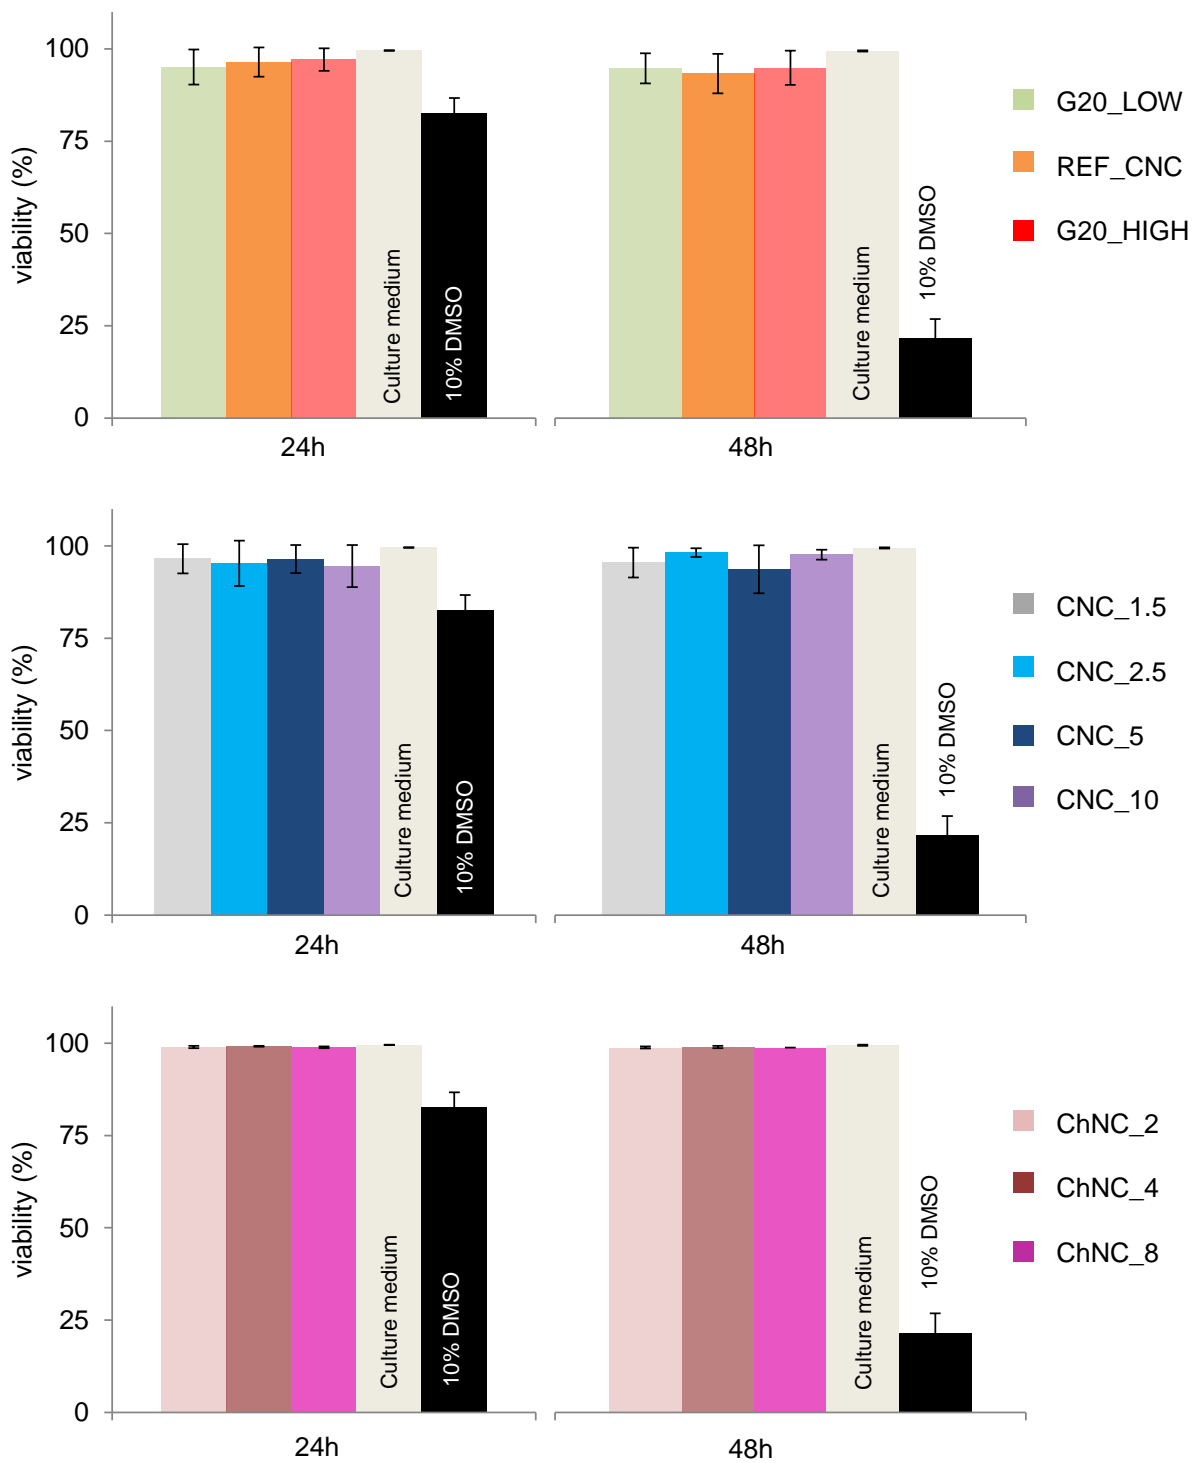 100
75
50
25
0
viability (%)
Culture medium
10% DMSO
24h
Culture medium
10% DMSO
48h
G20_LOW
REF_CNC
G20_HIGH
100
75
50
25
0
viability (%)
Culture medium
10% DMSO
24h
Culture medium
10% DMSO
48h
CNC_1.5
CNC_2.5
CNC_5
CNC_10
100
75
50
25
0
viability (%)
Culture medium
10% DMSO
24h
Culture medium
10% DMSO
48h
ChNC_2
ChNC_4
ChNC_8